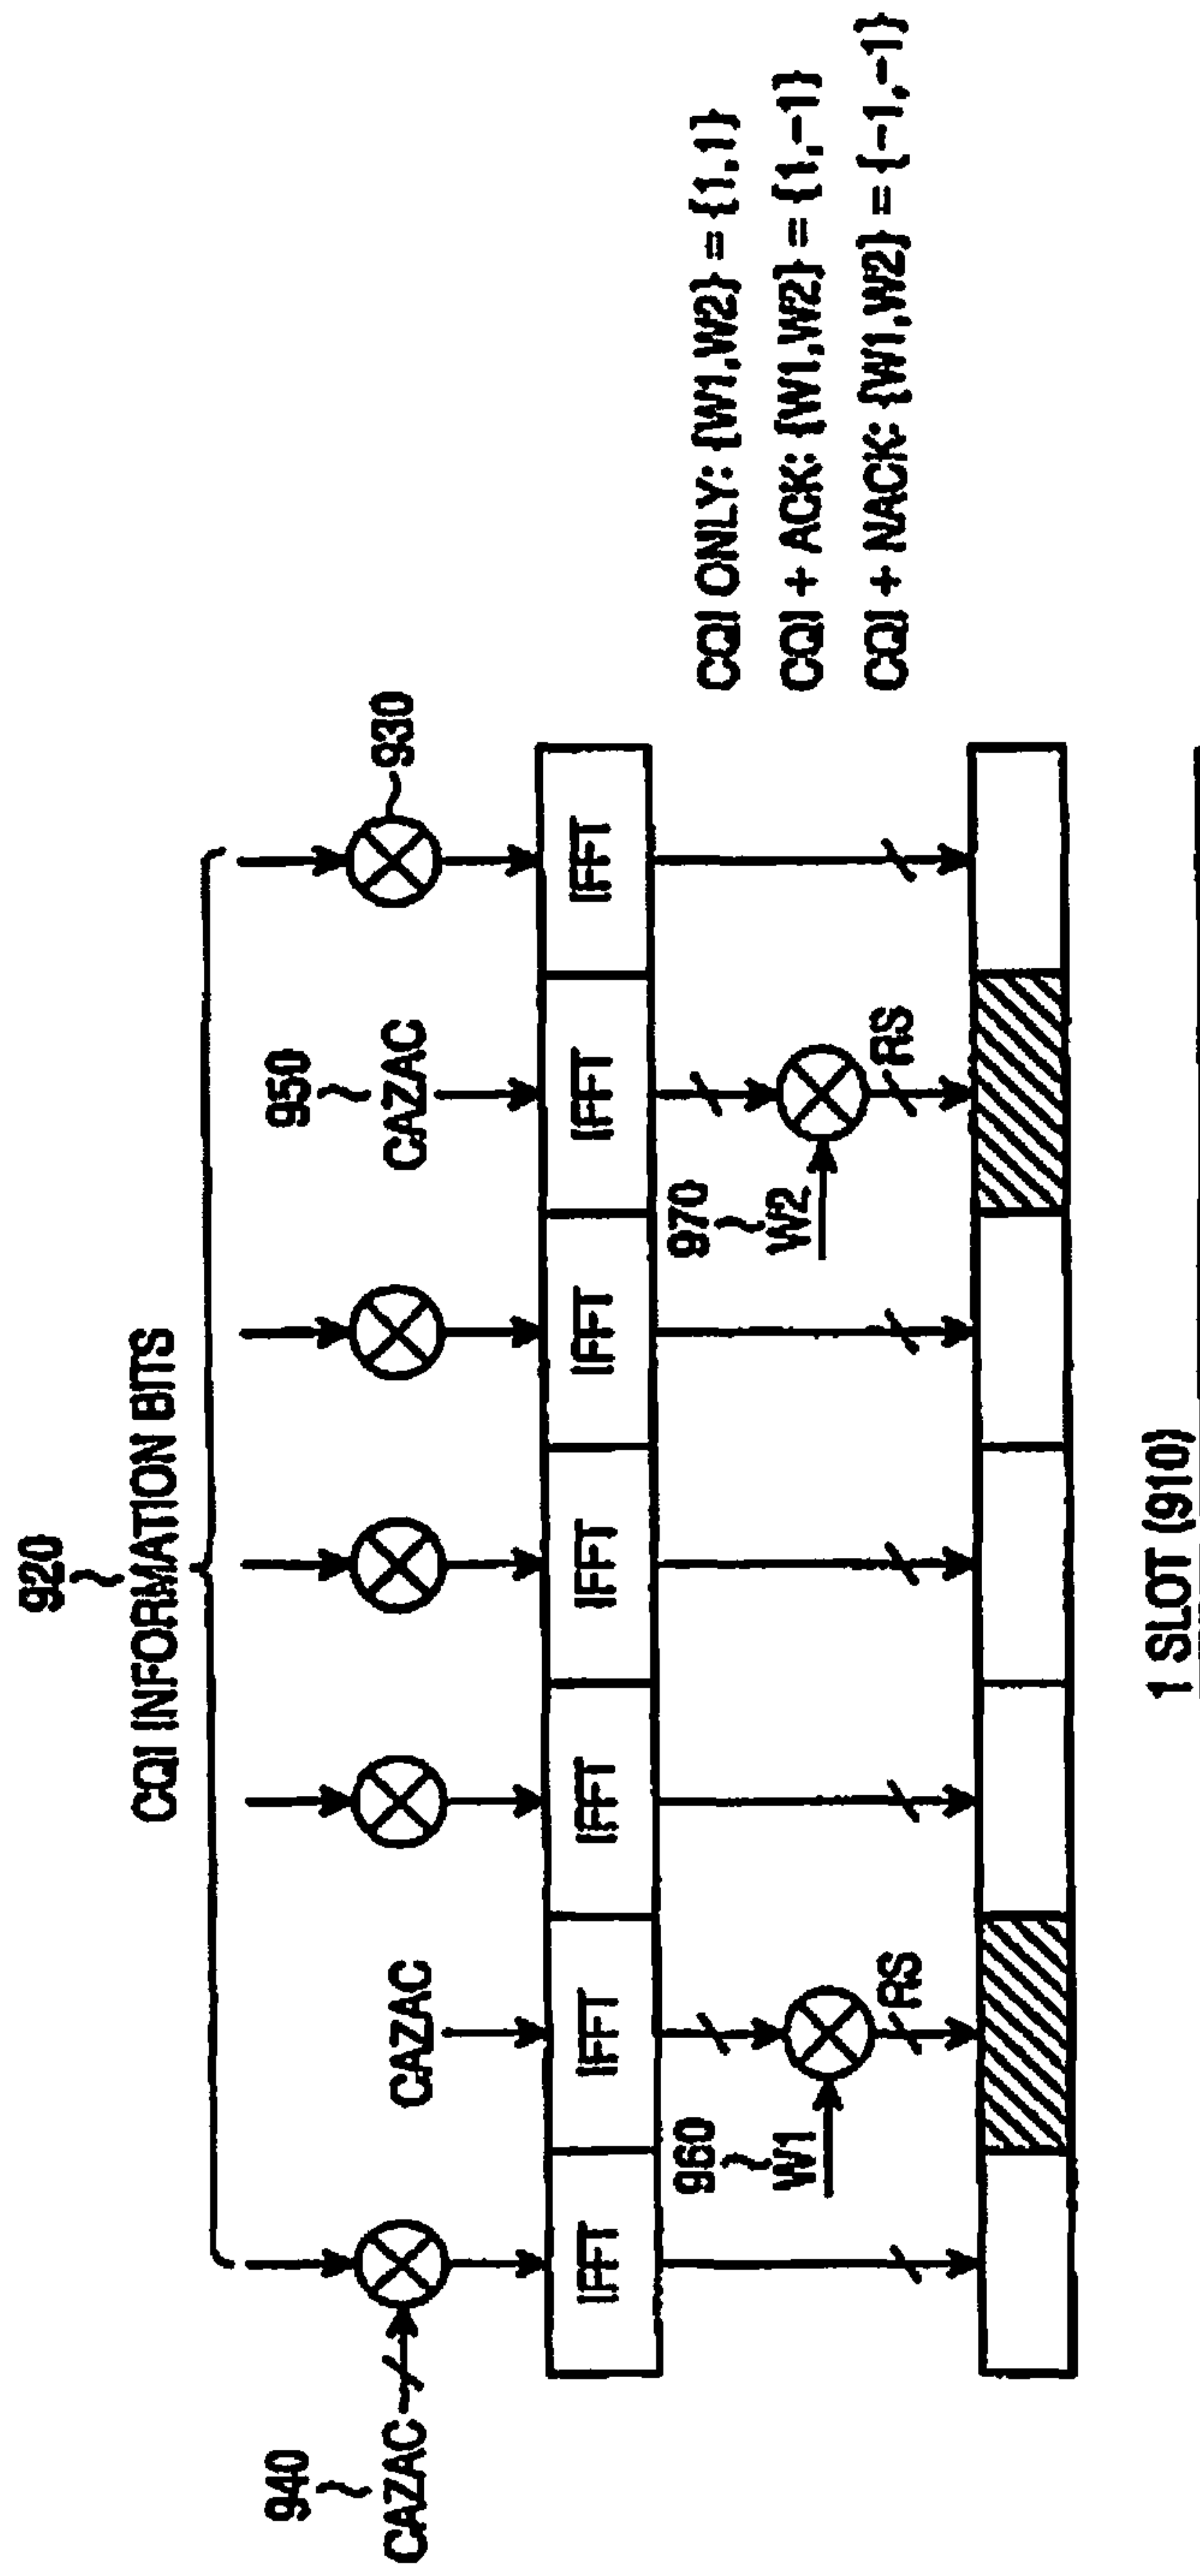 920
CQI INFORMATION BITS
940
CAZAC
CAZAC
950
CAZAC
930
IFFT
IFFT
IFFT
IFFT
IFFT
IFFT
IFFT
960
W1
RS
970
W2
RS
CQI ONLY: {W1,W2} = {1,1}
CQI + ACK: {W1,W2} = {1,-1}
CQI + NACK: {W1,W2} = {-1,-1}
1 SLOT (910)